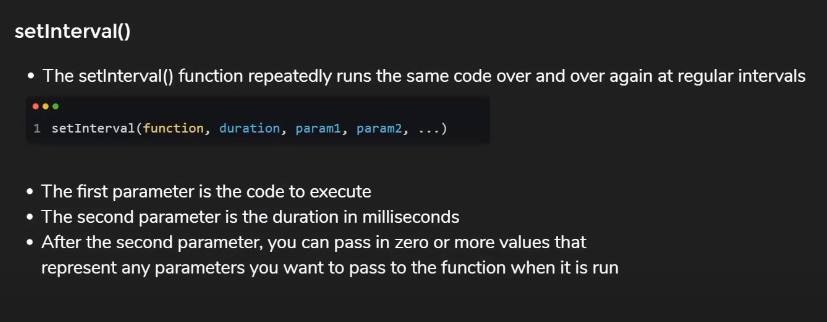 setInterval()
• The setInterval() function repeatedly runs the same code over and over again at regular intervals
1 setInterval(function, duration, param1, param2, ...)
• The first parameter is the code to execute
• The second parameter is the duration in milliseconds
• After the second parameter, you can pass in zero or more values that
represent any parameters you want to pass to the function when it is run